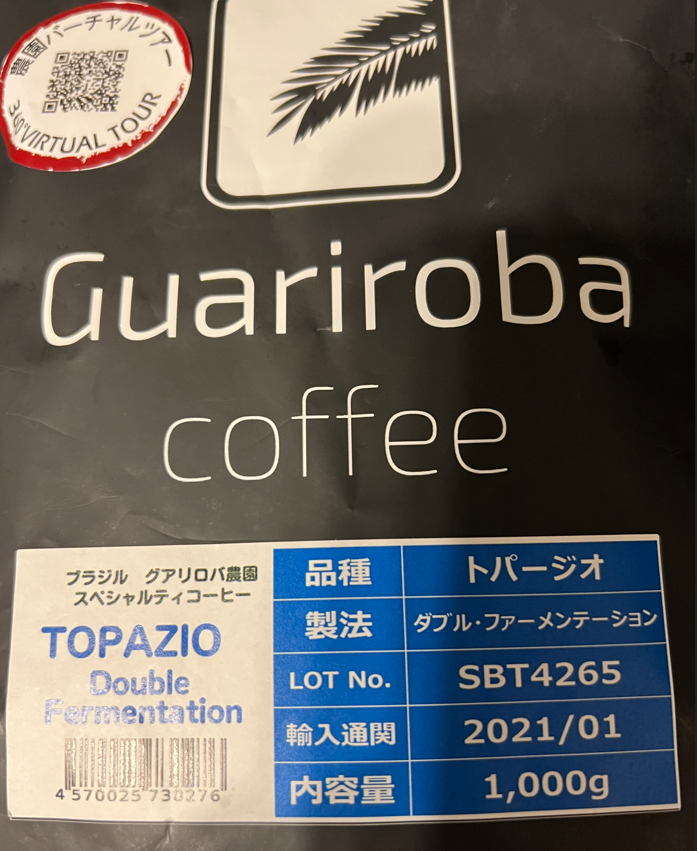 農園バーチャルツアー
360°VIRTUAL TOUR
Guariroba
coffee
ブラジル グアリロバ農園
スペシャルティコーヒー
TOPAZIO
Double
Fermentation
4 570025 730276
品種 トパージオ
製法 ダブル・ファーメンテーション
LOT No. SBT4265
輸入通関 2021/01
内容量 1,000g